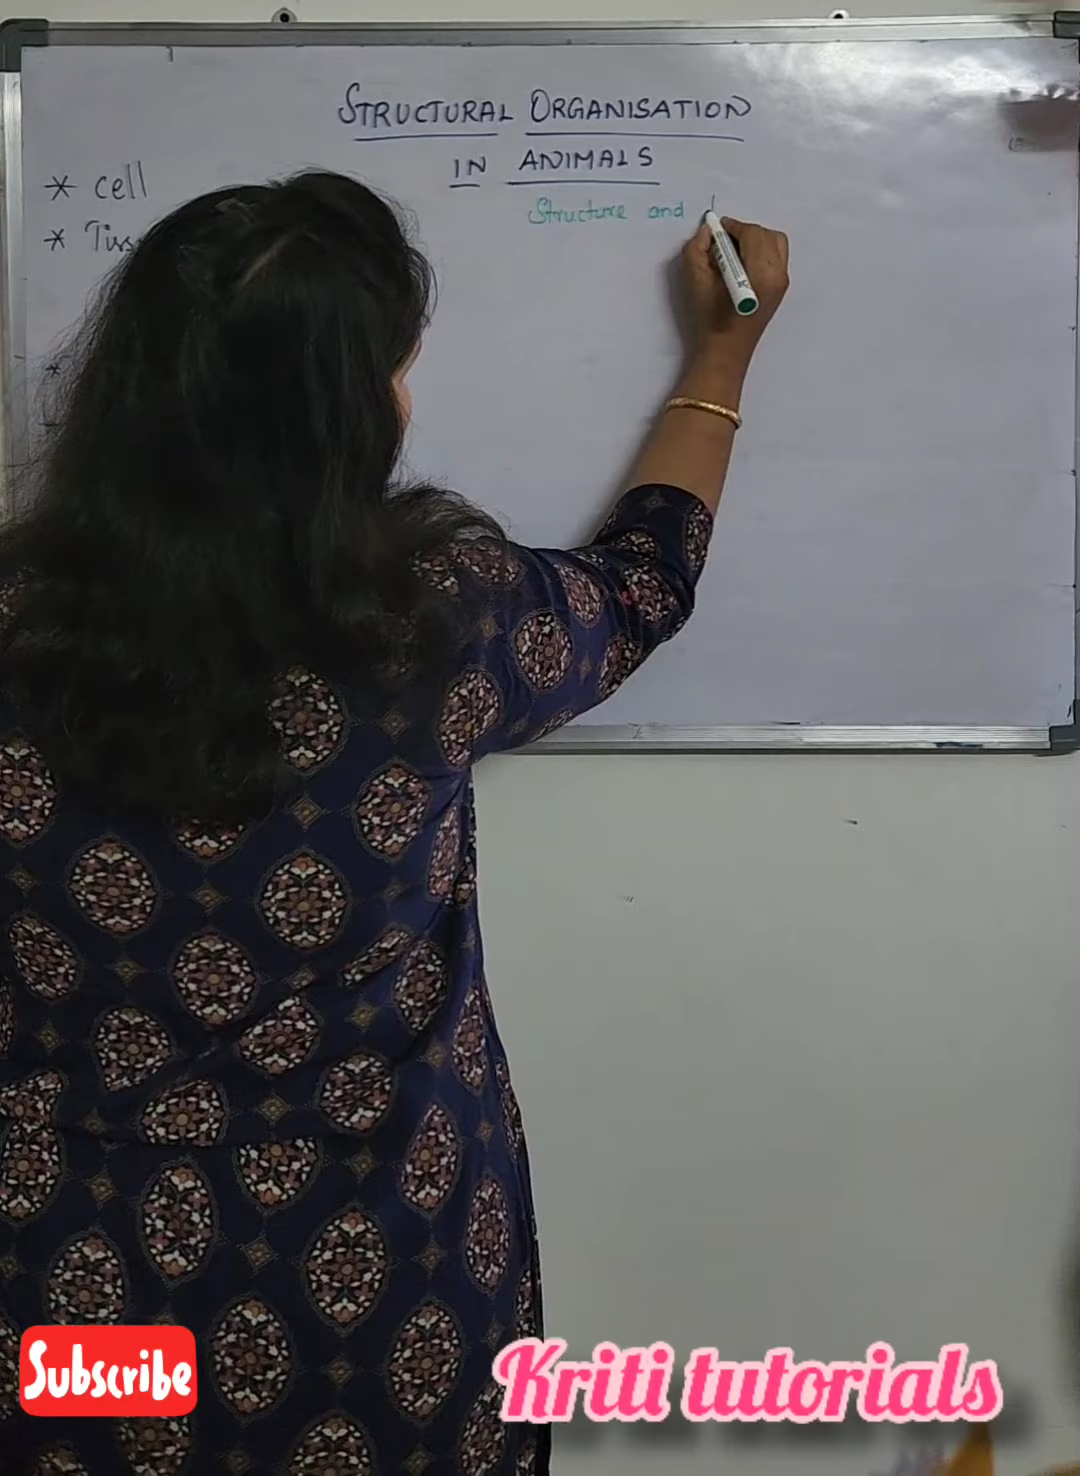 STRUCTURAL ORGANISATION
IN ANIMALS
* cell
Structure and
*
Subscribe
Kriti tutorials